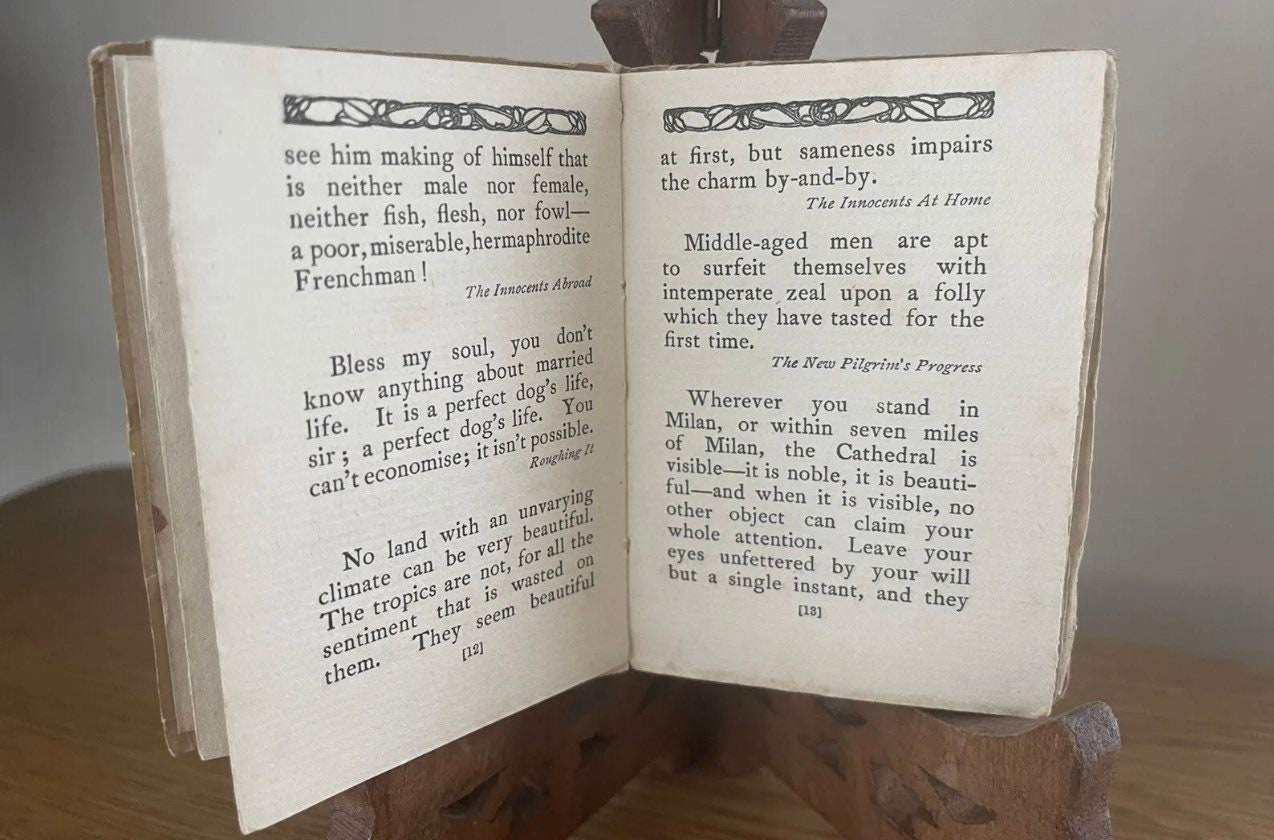 see him making of himself that
is neither male nor female,
neither fish, flesh, nor fowl—
a poor, miserable, hermaphrodite
Frenchman !
The Innocents Abroad
Bless my soul, you don't
know anything about married
life. It is a perfect dog's life,
sir; a perfect dog's life. You
can't economise; it isn't possible.
Roughing It
No land with an unvarying
climate can be very beautiful.
The tropics are not, for all the
sentiment that is wasted on
them. They seem beautiful
[12]
at first, but sameness impairs
the charm by-and-by.
The Innocents At Home
Middle-aged men are apt
to surfeit themselves with
intemperate zeal upon a folly
which they have tasted for the
first time.
The New Pilgrim's Progress
Wherever you stand in
Milan, or within seven miles
of Milan, the Cathedral is
visible—it is noble, it is beauti-
ful—and when it is visible, no
other object can claim your
whole attention. Leave your
eyes unfettered by your will
but a single instant, and they
[13]